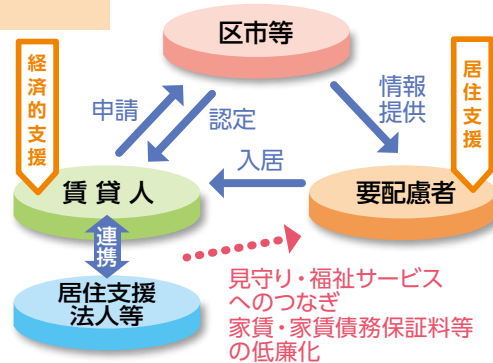 区市等
経済的支援
居住支援
申請
認定
情報
提供
入居
賃貸人
要配慮者
連携
居住支援
法人等
見守り・福祉サービス
へのつなぎ
家賃・家賃債務保証料等
の低廉化